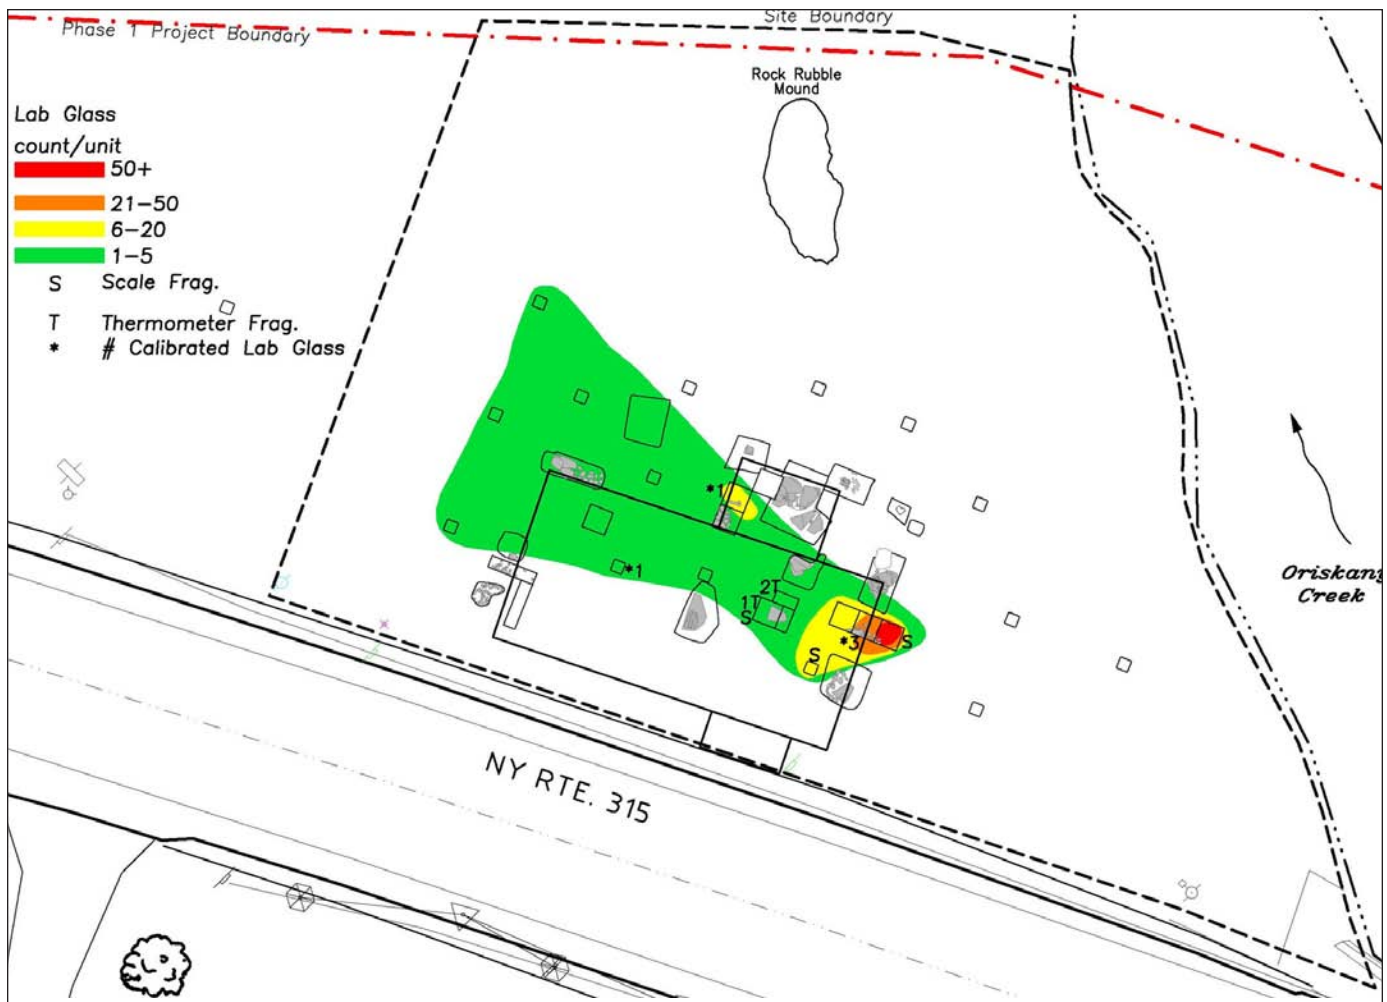 Site Boundary
Phase 1 Project Boundary
Rock Rubble
Mound
Lab Glass
count/unit
50+
21-50
6-20
1-5
S Scale Frag.
T Thermometer Frag.
* # Calibrated Lab Glass
*1
*1
2T
1T
S
*3
S
S
Oriskany
Creek
NY RTE. 315